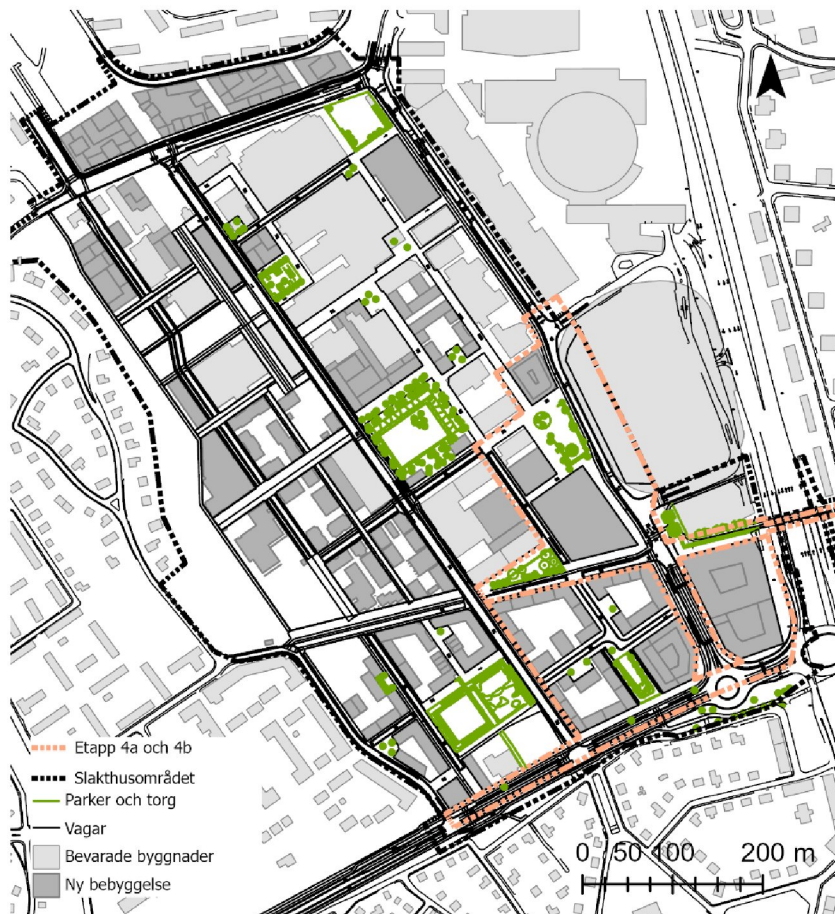 Etapp 4a och 4b
Slakthusområdet
Parker och torg
Vagar
Bevarade byggnader
Ny bebyggelse
0 50 100 200 m